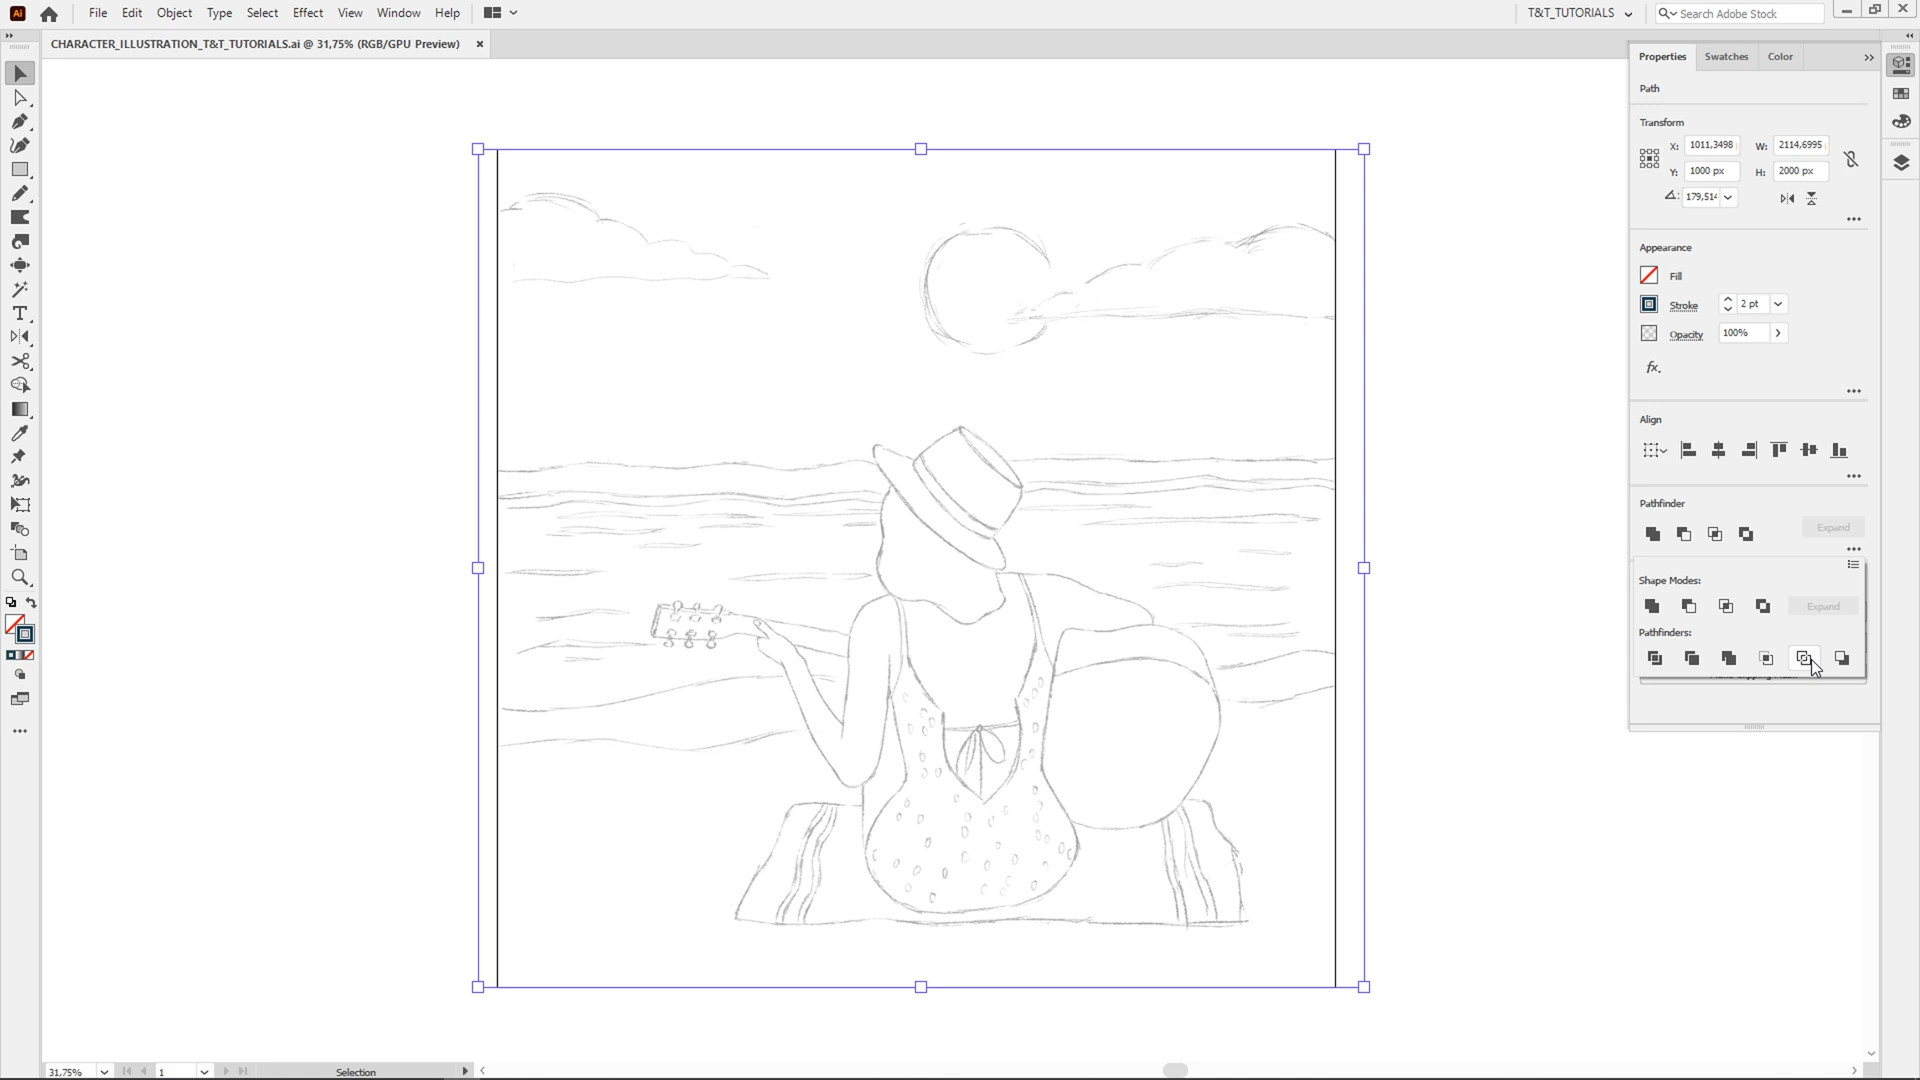 Ai File Edit Object Type Select Effect View Window Help T&T_TUTORIALS Search Adobe Stock
CHARACTER_ILLUSTRATION_T&T_TUTORIALS.ai @ 31,75% (RGB/GPU Preview)
Properties Swatches Color
Path
Transform
X: 1011,3498 W: 2114,6995
Y: 1000 px H: 2000 px
179,514
Appearance
Fill
Stroke 2 pt
Opacity 100%
fx.
Align
Pathfinder
Expand
Shape Modes:
Expand
Pathfinders:
31,75% 1 Selection